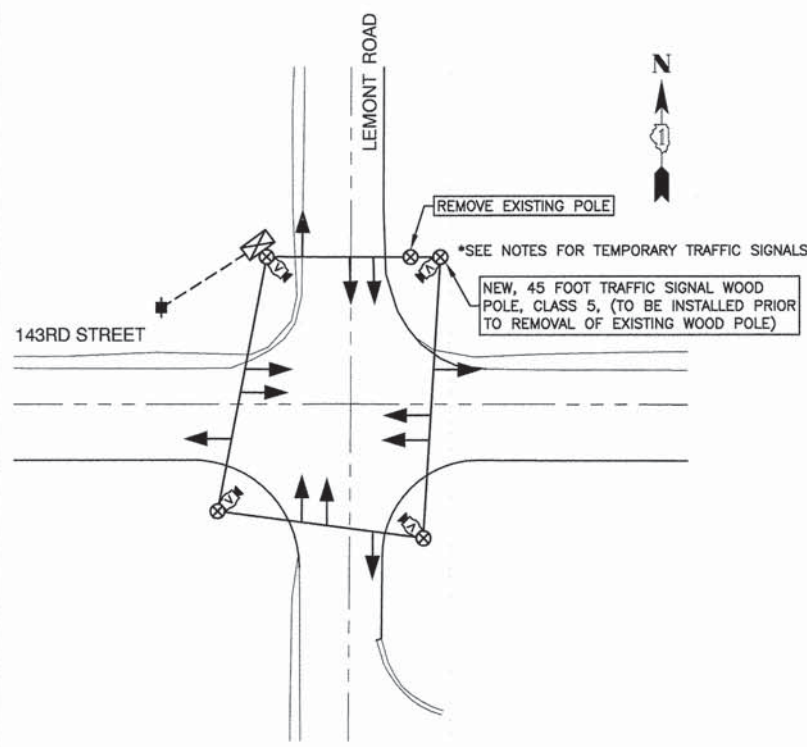 LEMONT ROAD
N
REMOVE EXISTING POLE
*SEE NOTES FOR TEMPORARY TRAFFIC SIGNALS
NEW, 45 FOOT TRAFFIC SIGNAL WOOD
POLE, CLASS 5, (TO BE INSTALLED PRIOR
TO REMOVAL OF EXISTING WOOD POLE)
143RD STREET
V
V
V
V